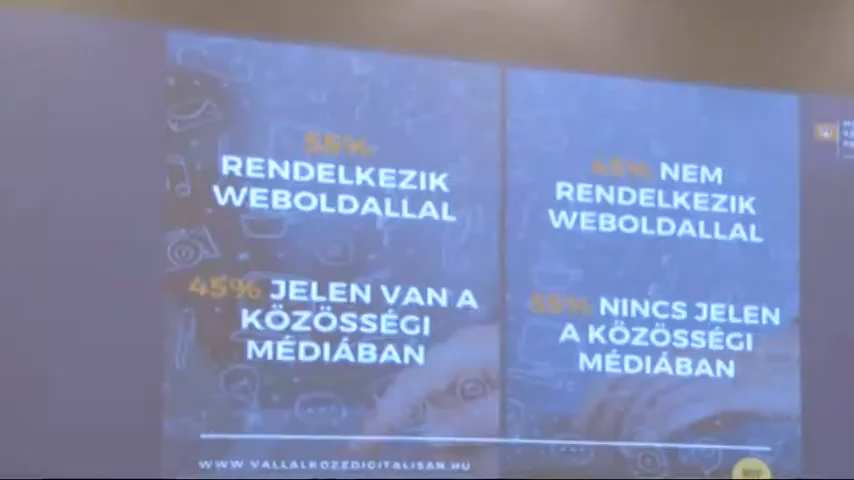 55%
RENDELKEZIK
WEBOLDALLAL
45% JELEN VAN A
KÖZÖSSÉGI
MÉDIÁBAN
45% NEM
RENDELKEZIK
WEBOLDALLAL
55% NINCS JELEN
A KÖZÖSSÉGI
MÉDIÁBAN
WWW.VALLALKOZZDIGITALISAN.HU